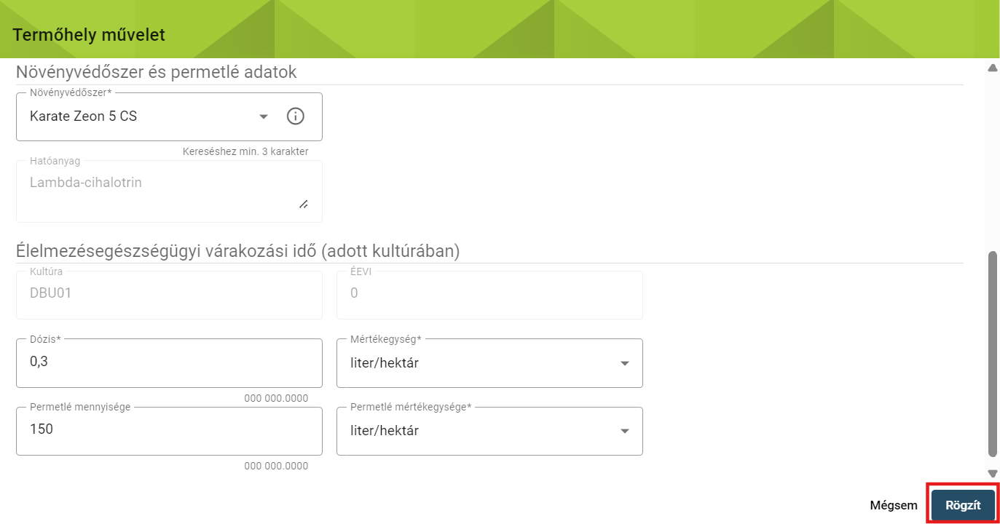 Termőhely művelet
Növényvédőszer és permetlé adatok
Növényvédőszer*
Karate Zeon 5 CS
Kereséshez min. 3 karakter
Hatóanyag
Lambda-cihalotrin
Élelmezésegészségügyi várakozási idő (adott kultúrában)
Kultúra
DBU01
ÉEVI
0
Dózis*
0,3
000 000.0000
Mértékegység*
liter/hektár
Permetlé mennyisége
150
000 000.0000
Permetlé mértékegysége*
liter/hektár
Mégsem
Rögzít